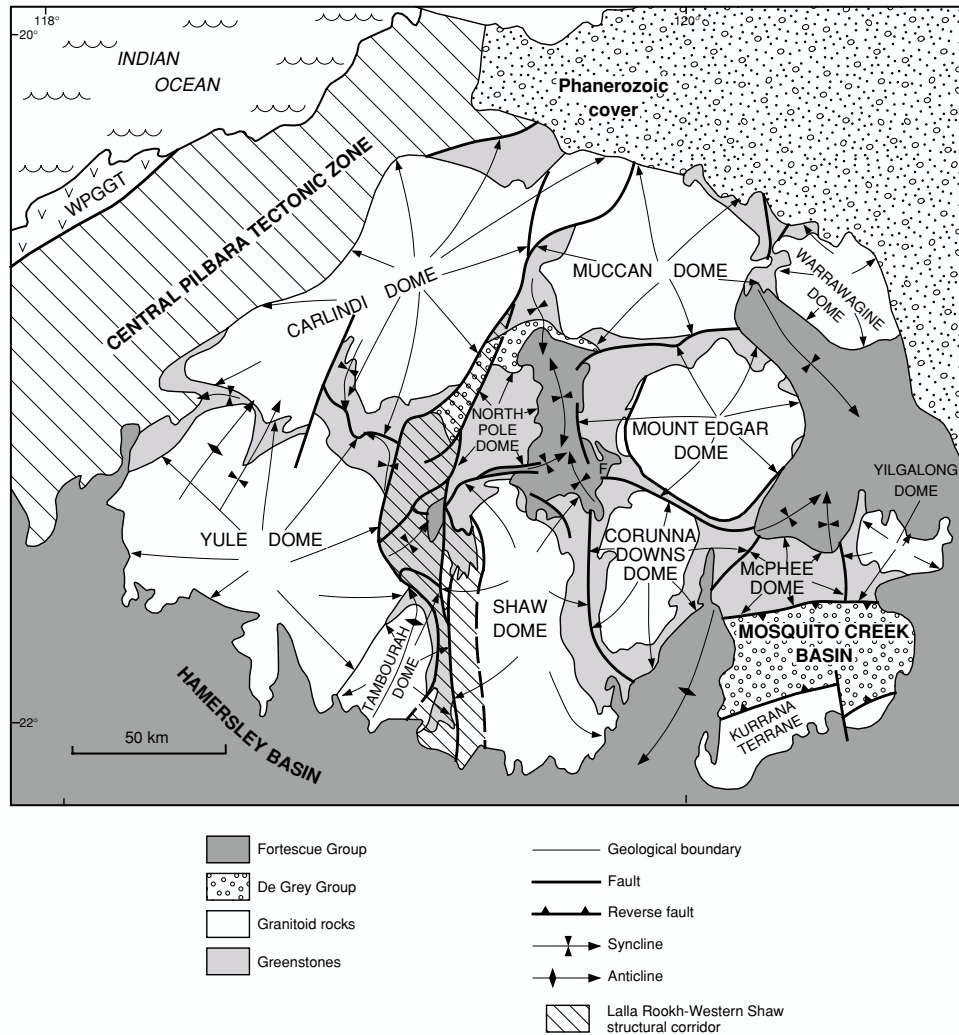 118°
120°
20°
INDIAN
OCEAN
Phanerozoic
cover
WPGGT
CENTRAL PILBARA TECTONIC ZONE
MUCCAN DOME
WARRAWAGINE
DOME
CARLINDI DOME
NORTH
POLE
DOME
MOUNT EDGAR
DOME
F
YILGALONG
DOME
YULE DOME
CORUNNA
DOWNS
DOME
McPHEE
DOME
SHAW
DOME
TAMBOURAH
DOME
MOSQUITO CREEK
BASIN
KURRANA
TERRANE
HAMERSLEY BASIN
22°
50 km
Fortescue Group
De Grey Group
Granitoid rocks
Greenstones
Geological boundary
Fault
Reverse fault
Syncline
Anticline
Lalla Rookh-Western Shaw
structural corridor